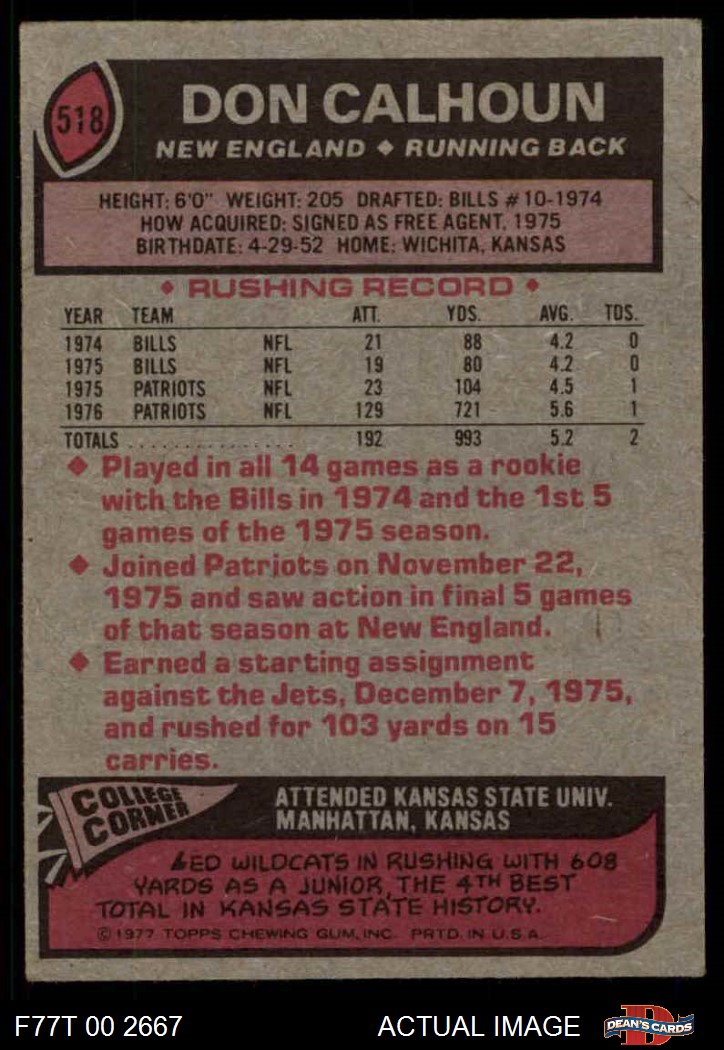 518
DON CALHOUN
NEW ENGLAND ♦ RUNNING BACK
HEIGHT: 6'0" WEIGHT: 205 DRAFTED: BILLS #10-1974
HOW ACQUIRED: SIGNED AS FREE AGENT, 1975
BIRTHDATE: 4-29-52 HOME: WICHITA, KANSAS
♦ RUSHING RECORD ♦
YEAR TEAM ATT. YDS. AVG. TDS.
1974 BILLS NFL 21 88 4.2 0
1975 BILLS NFL 19 80 4.2 0
1975 PATRIOTS NFL 23 104 4.5 1
1976 PATRIOTS NFL 129 721 5.6 1
TOTALS ................ 192 993 5.2 2
♦ Played in all 14 games as a rookie
with the Bills in 1974 and the 1st 5
games of the 1975 season.
♦ Joined Patriots on November 22,
1975 and saw action in final 5 games
of that season at New England.
♦ Earned a starting assignment
against the Jets, December 7, 1975,
and rushed for 103 yards on 15
carries.
COLLEGE
CORNER
ATTENDED KANSAS STATE UNIV.
MANHATTAN, KANSAS
LED WILDCATS IN RUSHING WITH 608
YARDS AS A JUNIOR, THE 4TH BEST
TOTAL IN KANSAS STATE HISTORY.
©1977 TOPPS CHEWING GUM, INC. PRTD. IN U.S.A.
F77T 00 2667
ACTUAL IMAGE
D
DEAN'S CARDS